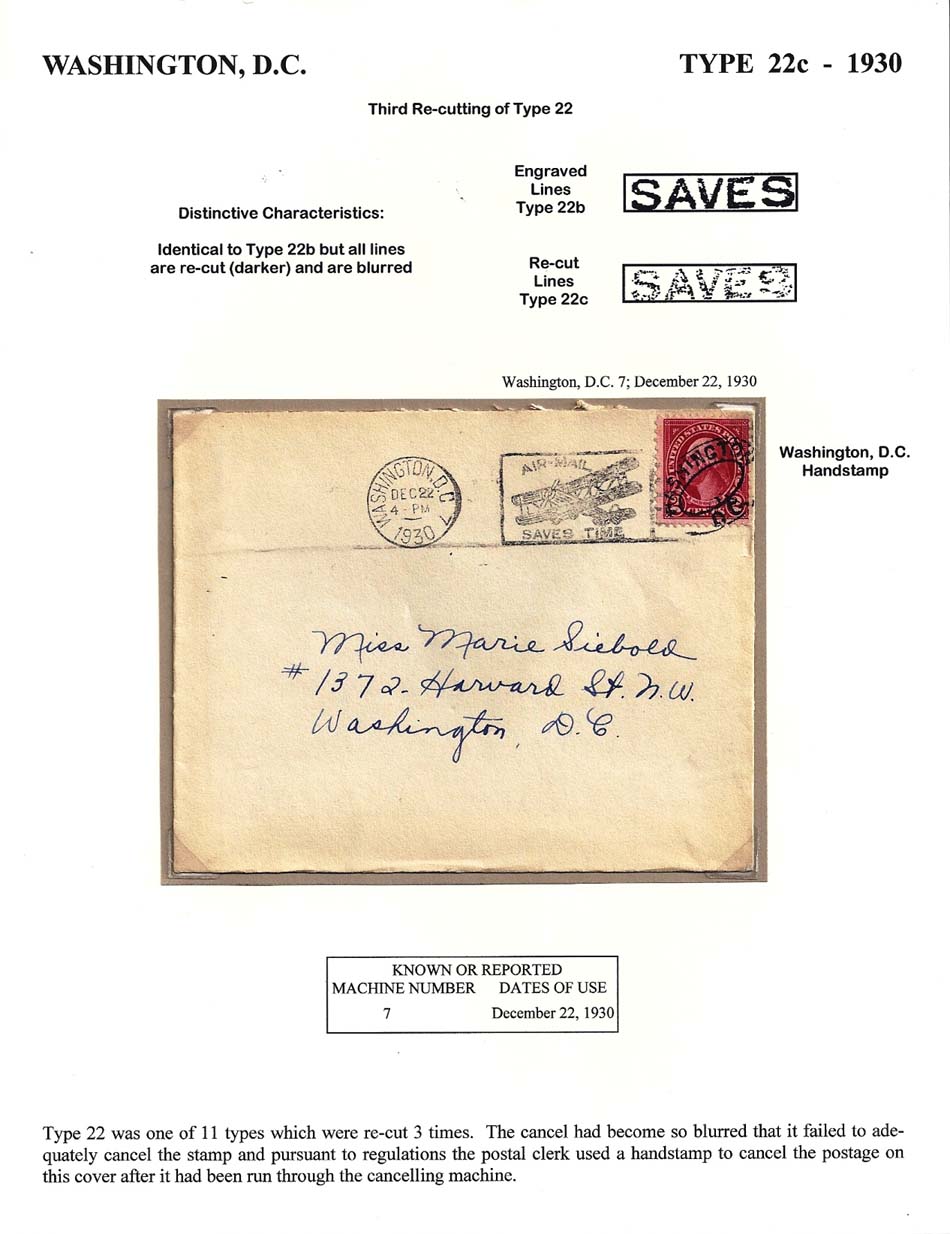 WASHINGTON, D.C.
TYPE 22c - 1930
Third Re-cutting of Type 22
Distinctive Characteristics:
Identical to Type 22b but all lines
are re-cut (darker) and are blurred
Engraved
Lines
Type 22b
SAVES
Re-cut
Lines
Type 22c
SAVES
Washington, D.C. 7; December 22, 1930
WASHINGTON, D.C. 7
DEC 22
4 - PM
1930
AIR-MAIL
SAVES TIME
UNITED STATES
Washington, D.C.
Handstamp
Miss Marie Siebold
# 1372 - Harvard St. N.W.
Washington, D.C.
KNOWN OR REPORTED
MACHINE NUMBER DATES OF USE
7 December 22, 1930
Type 22 was one of 11 types which were re-cut 3 times. The cancel had become so blurred that it failed to ade-
quately cancel the stamp and pursuant to regulations the postal clerk used a handstamp to cancel the postage on
this cover after it had been run through the cancelling machine.